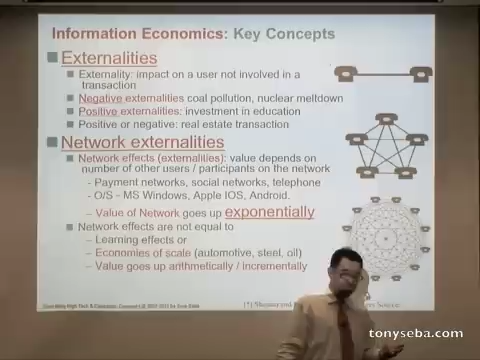 Information Economics: Key Concepts
Externalities
Externality: impact on a user not involved in a
transaction
Negative externalities coal pollution, nuclear meltdown
Positive externalities: investment in education
Positive or negative: real estate transaction
Network externalities
Network effects (externalities): value depends on
number of other users / participants on the network
- Payment networks, social networks, telephone
- O/S – MS Windows, Apple IOS, Android.
- Value of Network goes up exponentially
Network effects are not equal to
- Learning effects or
- Economies of scale (automotive, steel, oil)
- Value goes up arithmetically / incrementally
[*] Source:
tonyseba.com